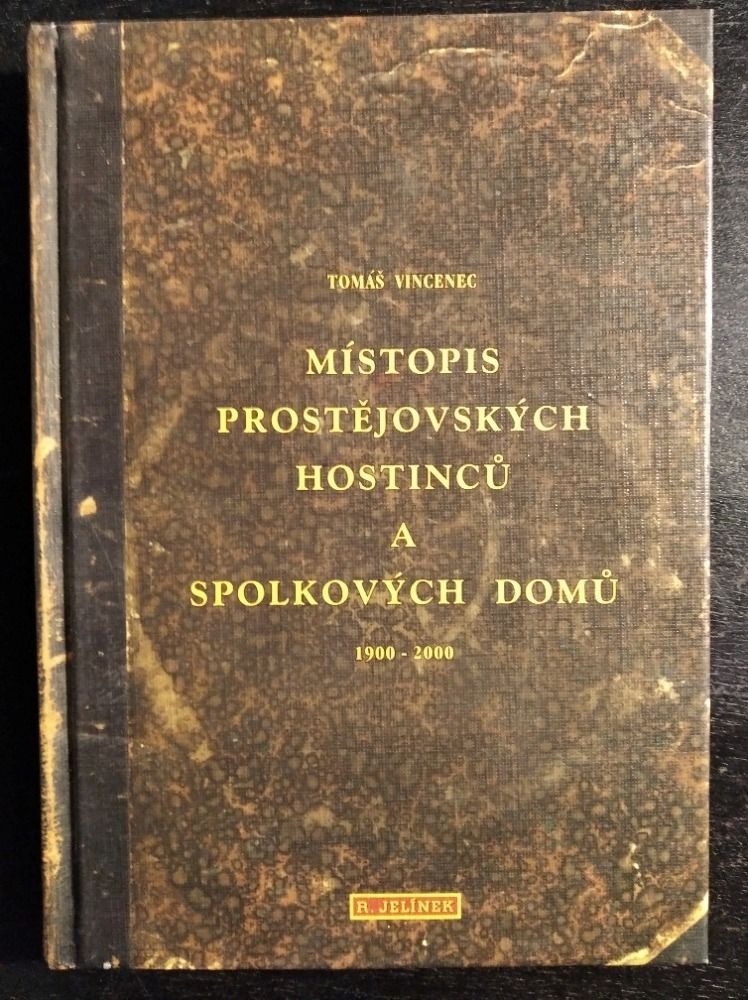 TOMÁŠ VINCENEC
MÍSTOPIS
PROSTĚJOVSKÝCH
HOSTINCŮ
A
SPOLKOVÝCH DOMŮ
1900 - 2000
R. JELÍNEK